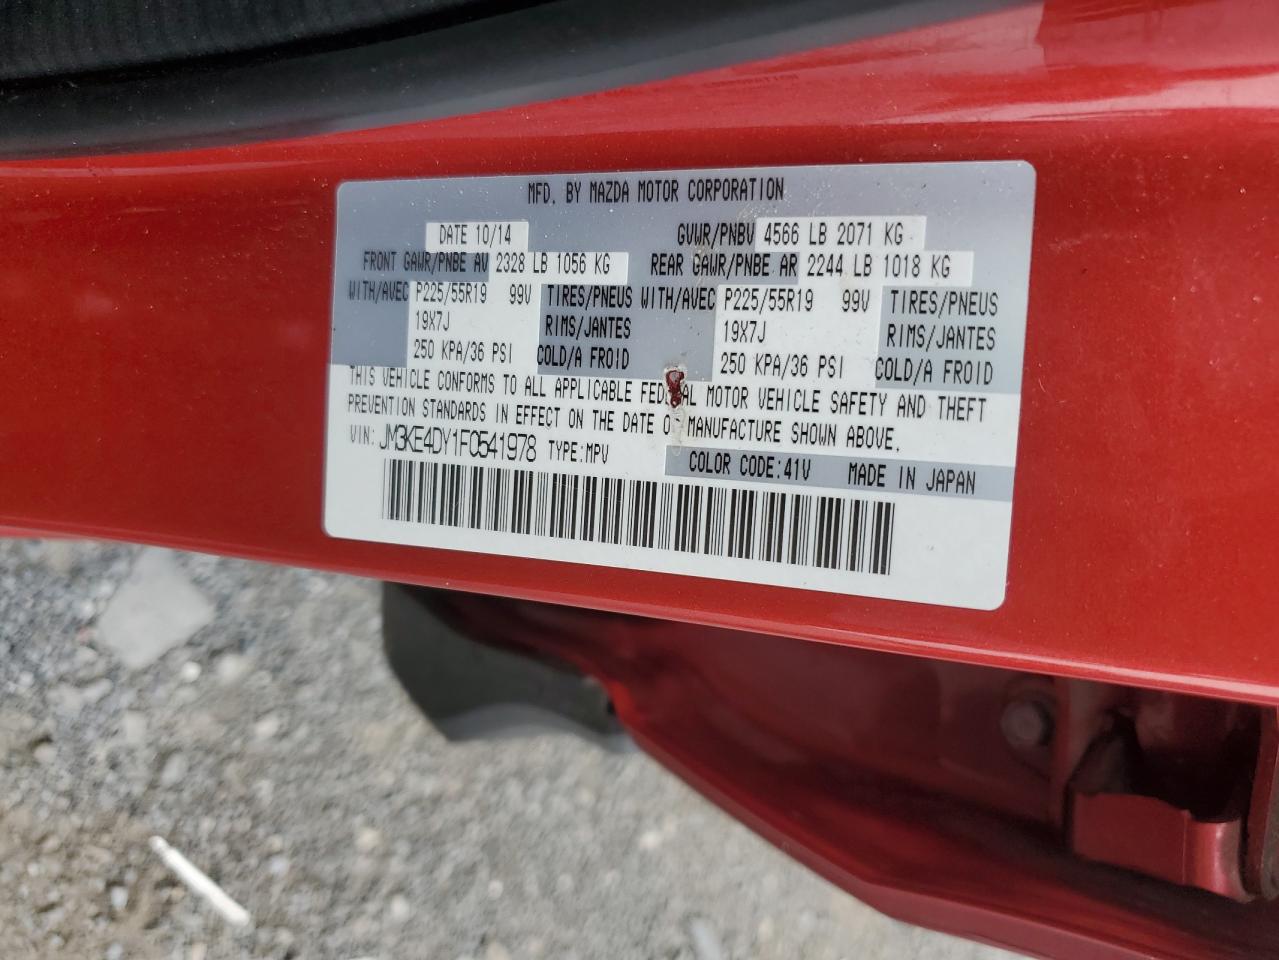 MFD. BY MAZDA MOTOR CORPORATION
DATE 10/14 GVWR/PNBV 4566 LB 2071 KG
FRONT GAWR/PNBE AV 2328 LB 1056 KG REAR GAWR/PNBE AR 2244 LB 1018 KG
WITH/AVEC P225/55R19 99V TIRES/PNEUS WITH/AVEC P225/55R19 99V TIRES/PNEUS
19X7J RIMS/JANTES 19X7J RIMS/JANTES
250 KPA/36 PSI COLD/A FROID 250 KPA/36 PSI COLD/A FROID
THIS VEHICLE CONFORMS TO ALL APPLICABLE FEDERAL MOTOR VEHICLE SAFETY AND THEFT
PREVENTION STANDARDS IN EFFECT ON THE DATE OF MANUFACTURE SHOWN ABOVE.
VIN: JM3KE4DY1F0541978 TYPE:MPV
COLOR CODE:41V MADE IN JAPAN